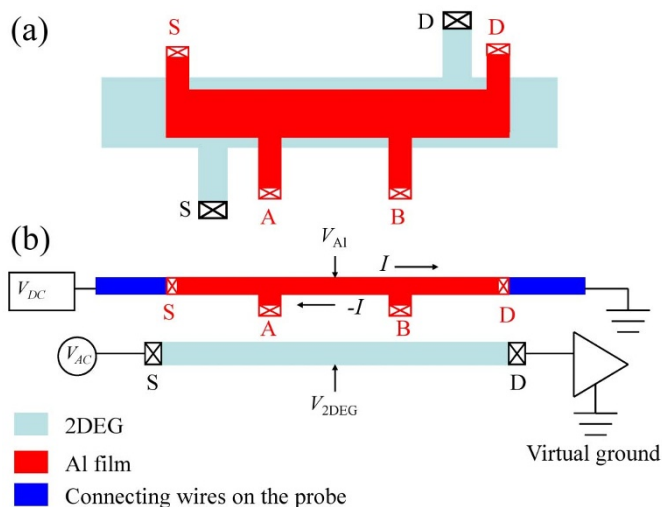 (a)
S
D
D
S
A
B
(b)
V_Al
I
V_DC
S
A
-I
B
D
V_AC
S
D
V_2DEG
2DEG
Al film
Virtual ground
Connecting wires on the probe